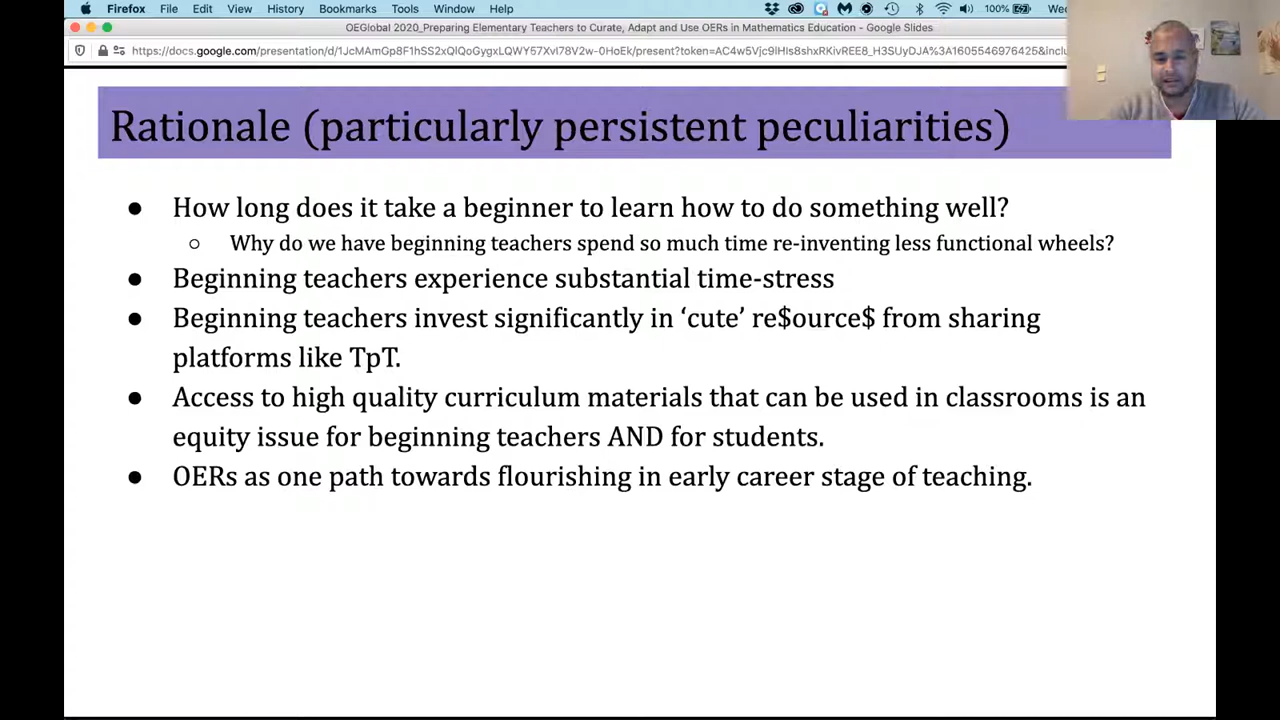 Firefox File Edit View History Bookmarks Tools Window Help 100% Wed
OEGlobal 2020_Preparing Elementary Teachers to Curate, Adapt and Use OERs in Mathematics Education - Google Slides
Rationale (particularly persistent peculiarities)
● How long does it take a beginner to learn how to do something well?
○ Why do we have beginning teachers spend so much time re-inventing less functional wheels?
● Beginning teachers experience substantial time-stress
● Beginning teachers invest significantly in ‘cute’ re$ource$ from sharing
platforms like TpT.
● Access to high quality curriculum materials that can be used in classrooms is an
equity issue for beginning teachers AND for students.
● OERs as one path towards flourishing in early career stage of teaching.